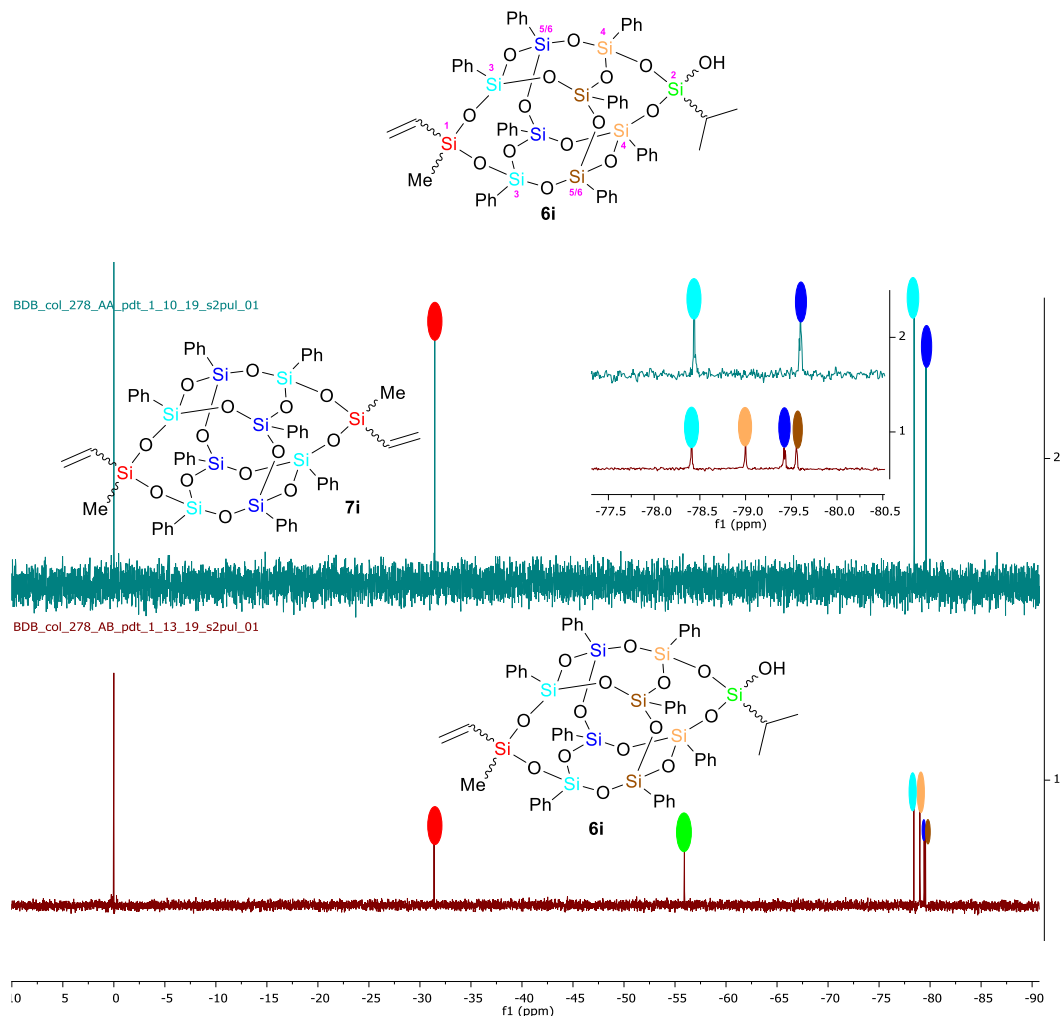 Ph
Ph
5/6
4
Si
O
Si
O
O
OH
2
Ph
3
Si
O
O
Si
Si
Ph
O
O
O
O
Ph
Si
Si
1
O
4
Si
O
O
Ph
Me
O
Si
Si
3
O
5/6
Ph
Ph
6i
BDB_col_278_AA_pdt_1_10_19_s2pul_01
Ph
Ph
Si
O
Si
O
O
O
Me
Ph
Si
O
O
Si
Si
Ph
O
O
O
O
Ph
Si
Si
Si
O
O
Ph
Me
O
O
Si
Si
O
Ph
Ph
7i
2
1
-77.5 -78.0 -78.5 -79.0 -79.5 -80.0 -80.5
f1 (ppm)
2
BDB_col_278_AB_pdt_1_13_19_s2pul_01
Ph
Ph
Si
O
Si
O
O
OH
Ph
Si
O
O
Si
Si
Ph
O
O
O
O
Ph
Si
Si
Si
O
O
Ph
Me
O
O
Si
Si
O
Ph
Ph
6i
1
10 5 0 -5 -10 -15 -20 -25 -30 -35 -40 -45 -50 -55 -60 -65 -70 -75 -80 -85 -90
f1 (ppm)